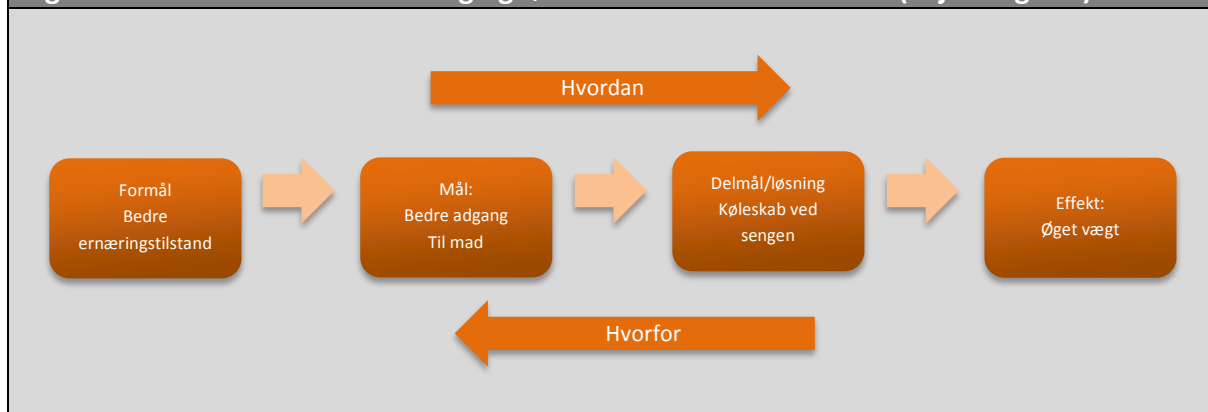 Hvordan
Formål
Bedre
ernæringstilstand
Mål:
Bedre adgang
Til mad
Delmål/løsning
Køleskab ved
sengen
Effekt:
Øget vægt
Hvorfor